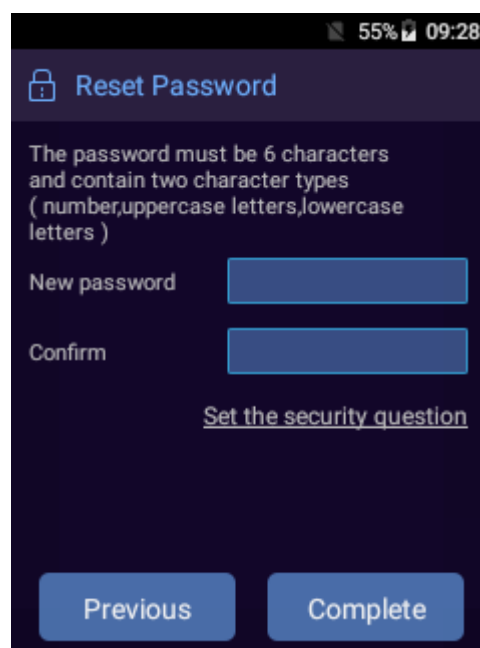 55% 09:28
Reset Password
The password must be 6 characters
and contain two character types
( number,uppercase letters,lowercase
letters )
New password
Confirm
Set the security question
Previous Complete